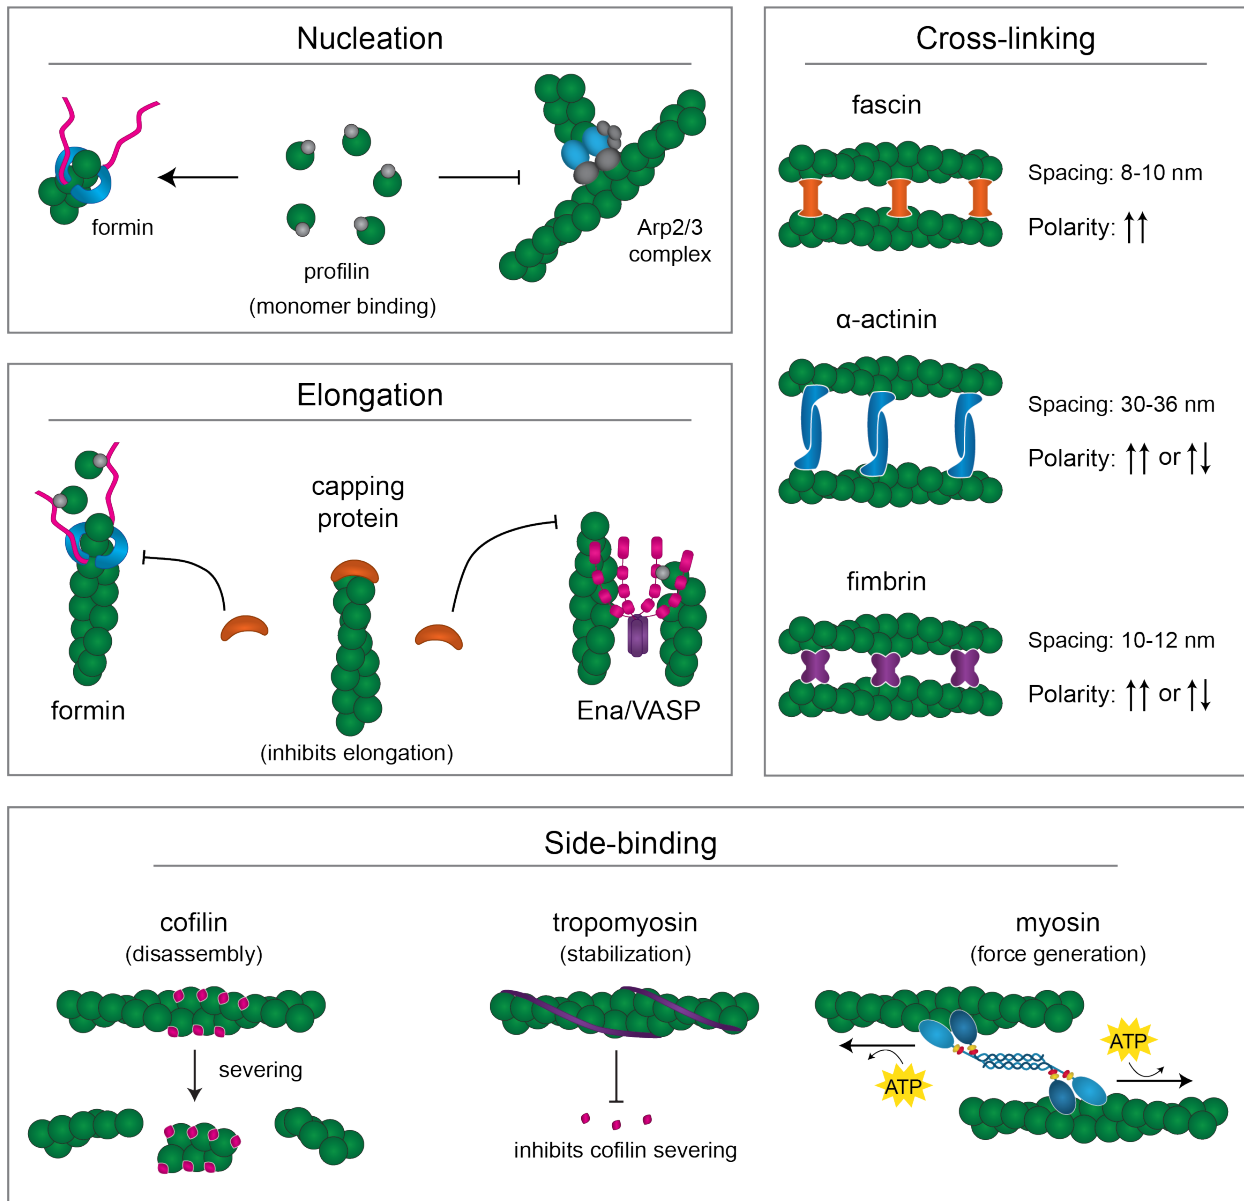 Nucleation
formin
profilin
(monomer binding)
Arp2/3
complex
Elongation
formin
capping
protein
(inhibits elongation)
Ena/VASP
Cross-linking
fascin
Spacing: 8-10 nm
Polarity: ↑↑
α-actinin
Spacing: 30-36 nm
Polarity: ↑↑ or ↑↓
fimbrin
Spacing: 10-12 nm
Polarity: ↑↑ or ↑↓
Side-binding
cofilin
(disassembly)
severing
tropomyosin
(stabilization)
inhibits cofilin severing
myosin
(force generation)
ATP
ATP